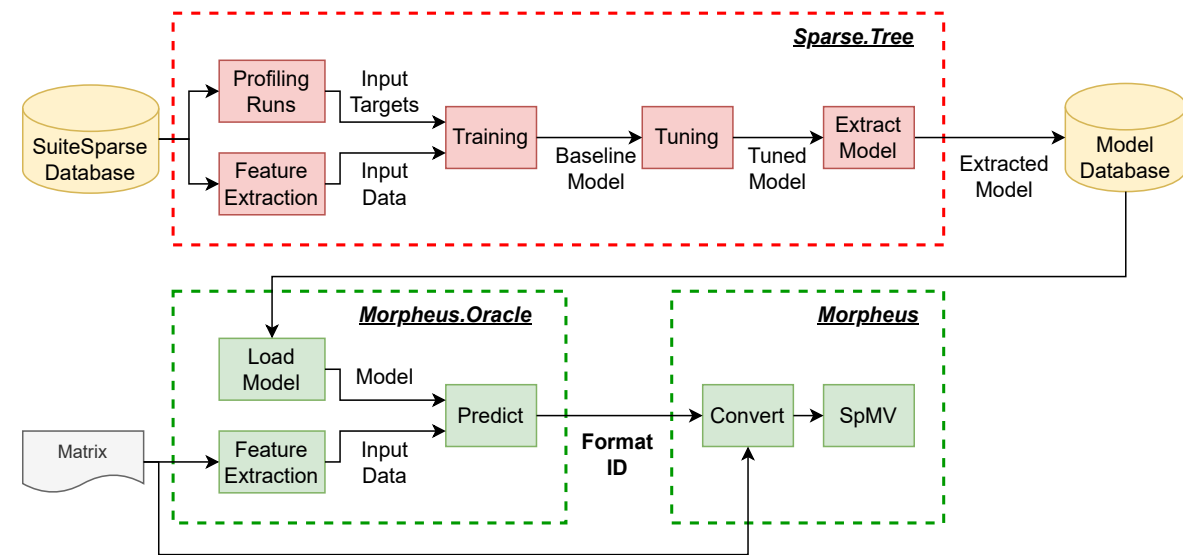 Sparse.Tree
SuiteSparse
Database
Profiling
Runs
Input
Targets
Feature
Extraction
Input
Data
Training
Baseline
Model
Tuning
Tuned
Model
Extract
Model
Extracted
Model
Model
Database
Morpheus.Oracle
Load
Model
Model
Matrix
Feature
Extraction
Input
Data
Predict
Format
ID
Morpheus
Convert
SpMV